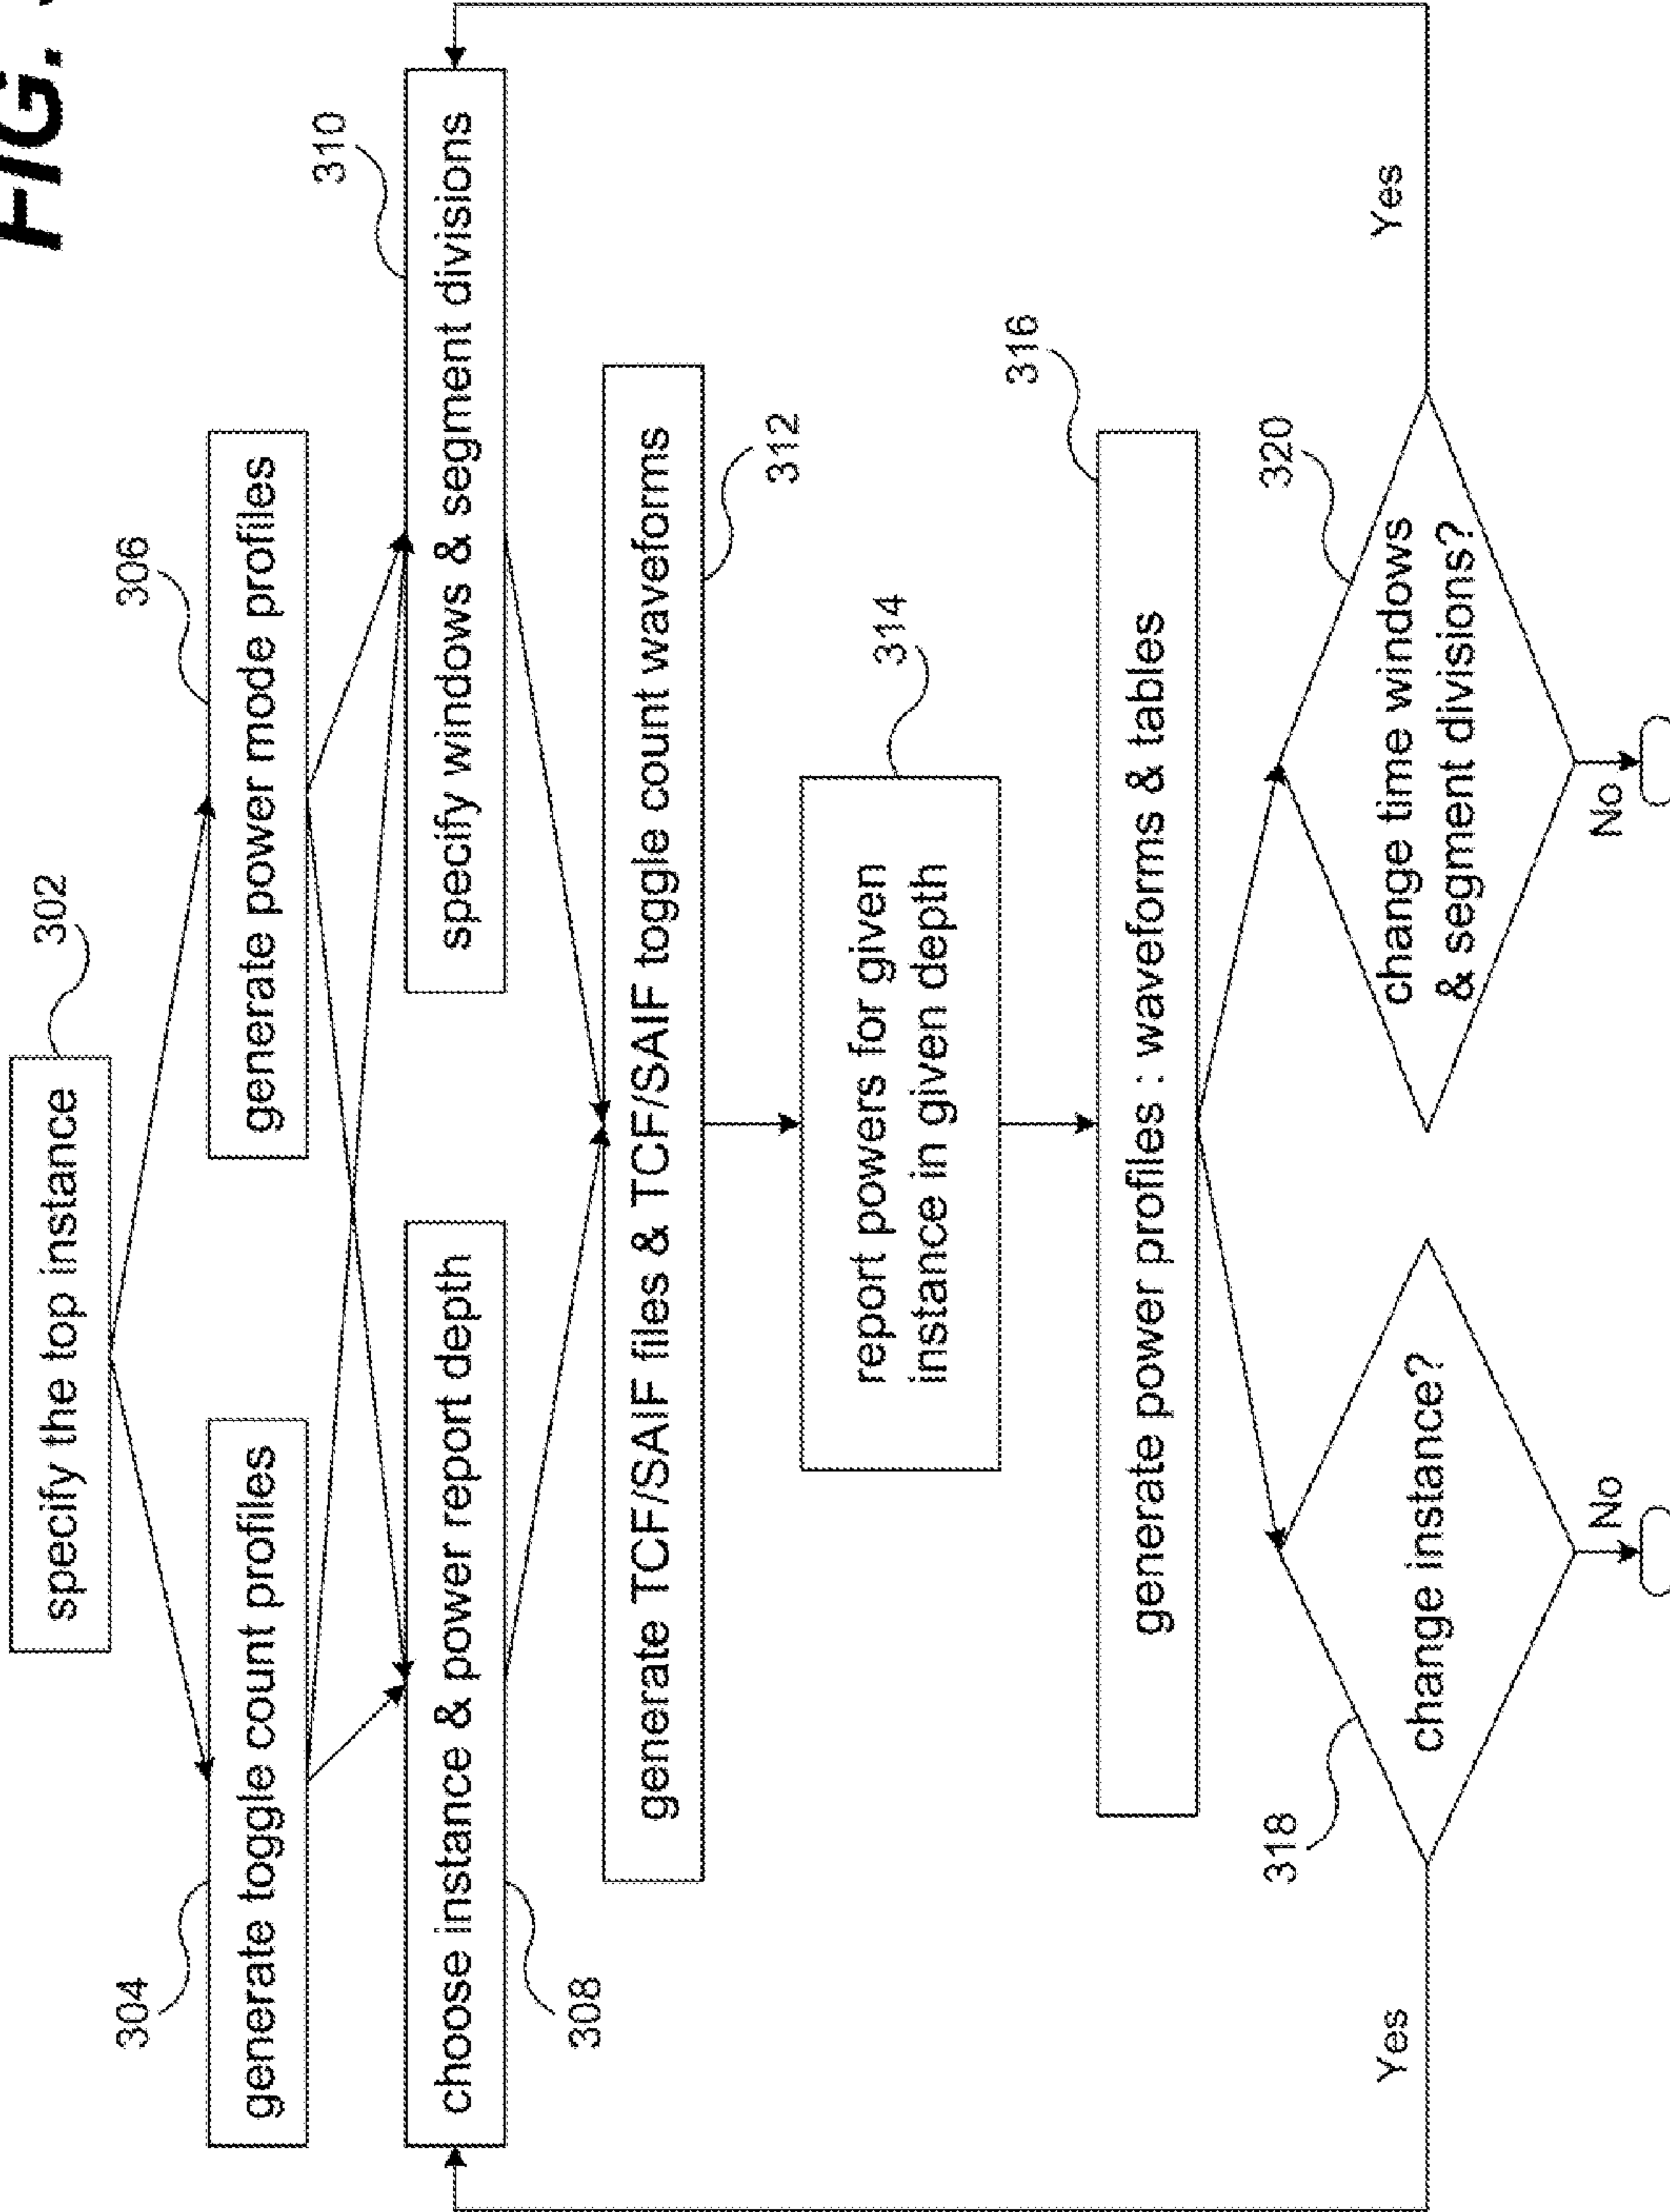 FIG.
specify the top instance
302
304
generate toggle count profiles
306
generate power mode profiles
choose instance & power report depth
308
310
specify windows & segment divisions
generate TCF/SAIF files & TCF/SAIF toggle count waveforms
312
report powers for given
instance in given depth
314
generate power profiles : waveforms & tables
316
318
change instance?
Yes
No
320
change time windows
& segment divisions?
Yes
No